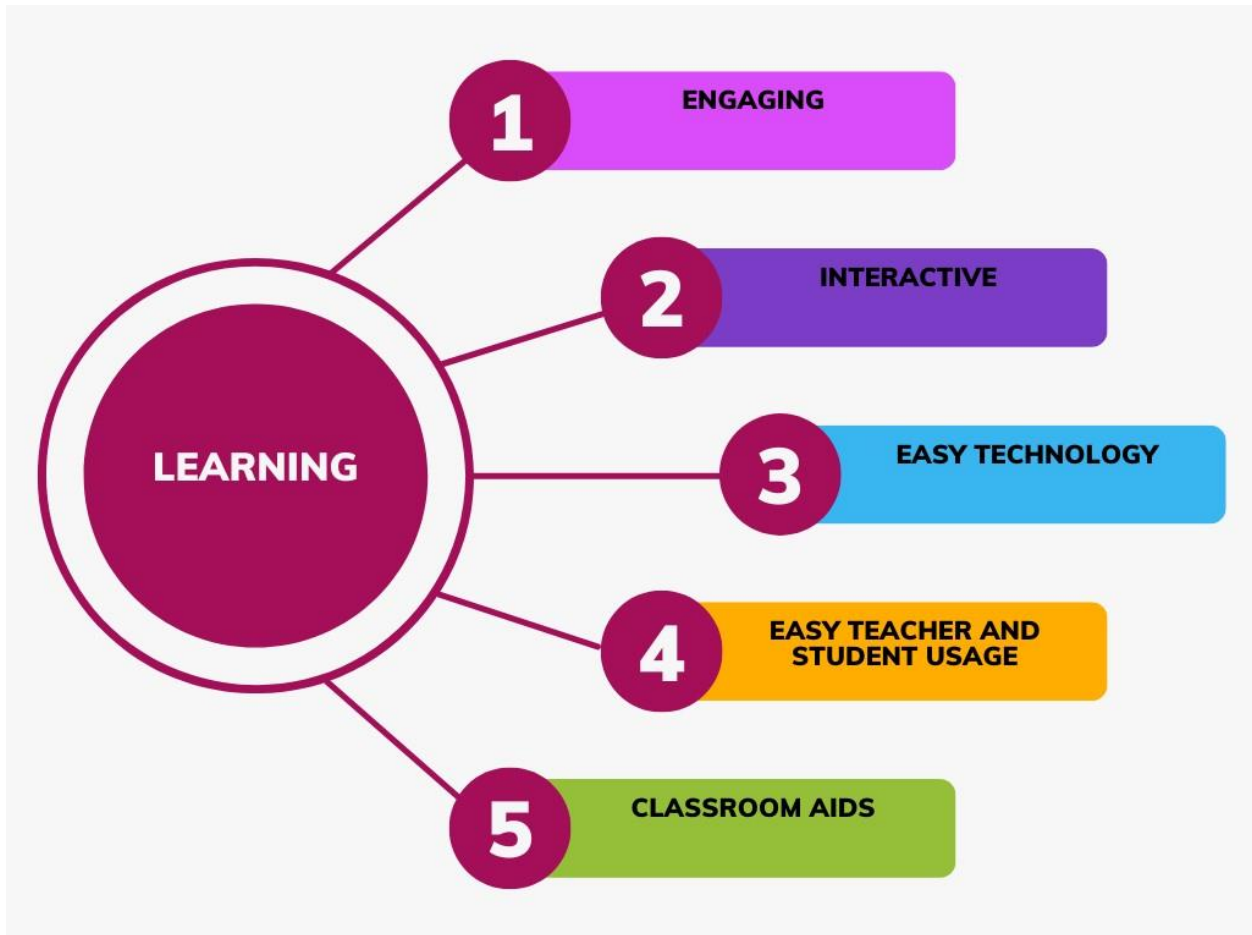 1
ENGAGING
2
INTERACTIVE
LEARNING
3
EASY TECHNOLOGY
4
EASY TEACHER AND
STUDENT USAGE
5
CLASSROOM AIDS